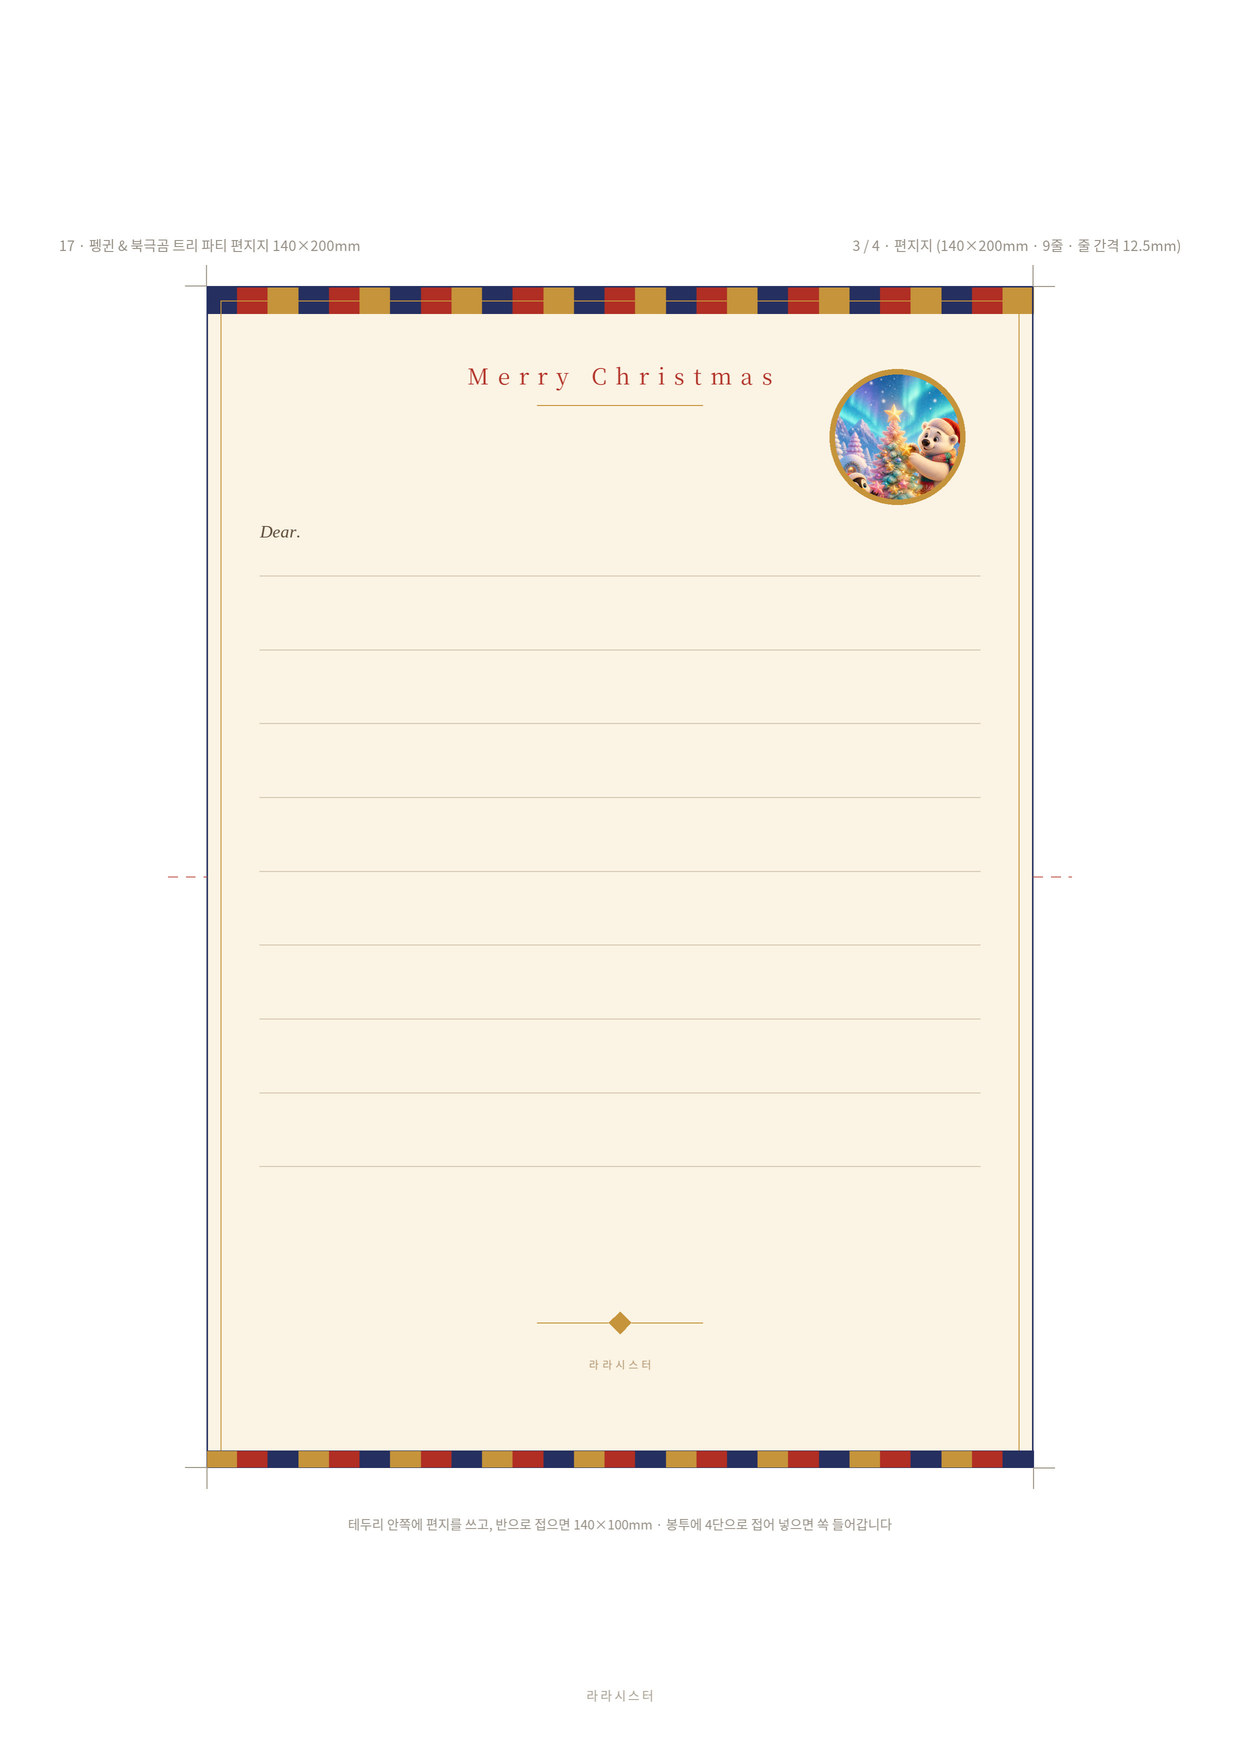 17 · 펭귄 & 북극곰 트리 파티 편지지 140×200mm
3 / 4 · 편지지 (140×200mm · 9줄 · 줄 간격 12.5mm)
Merry Christmas
Dear.
라라시스터
테두리 안쪽에 편지를 쓰고, 반으로 접으면 140×100mm · 봉투에 4단으로 접어 넣으면 쏙 들어갑니다
라라시스터